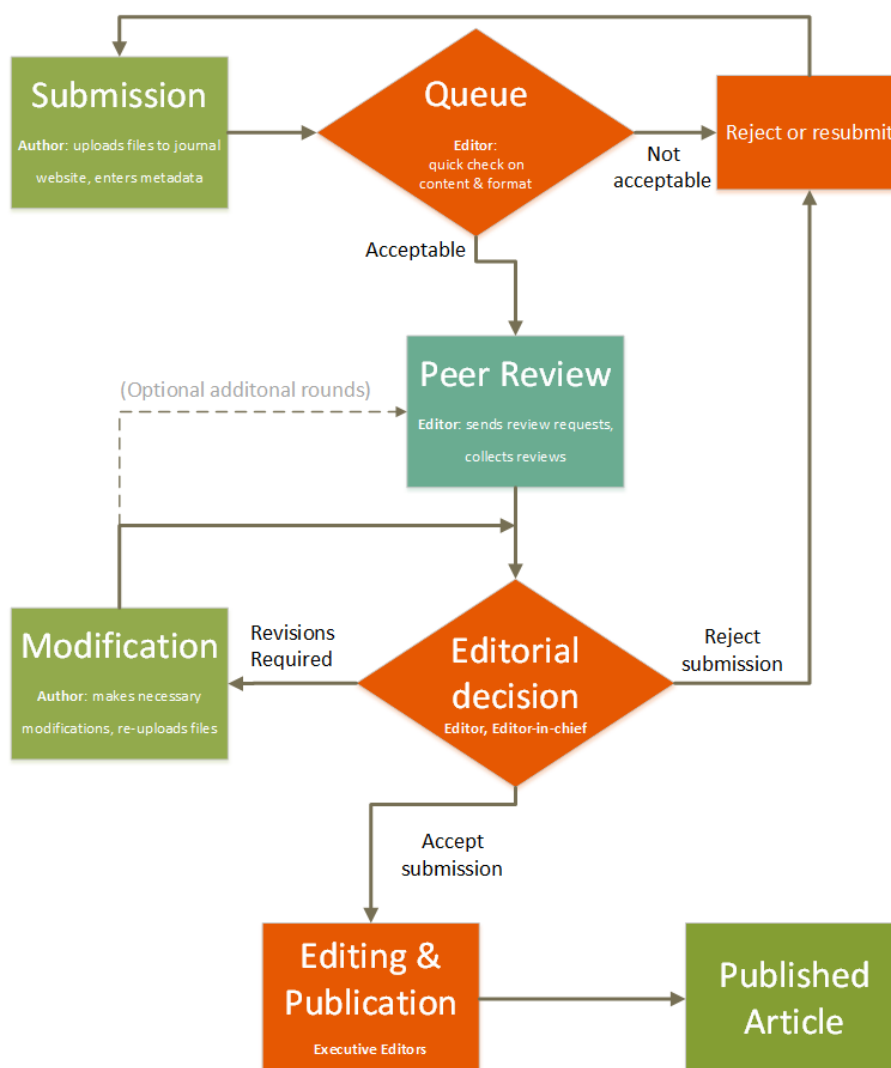 Submission
Author: uploads files to journal
website, enters metadata
Queue
Editor:
quick check on
content & format
Reject or resubmit
Not
acceptable
Acceptable
Peer Review
Editor: sends review requests,
collects reviews
(Optional additonal rounds)
Modification
Author: makes necessary
modifications, re-uploads files
Revisions
Required
Editorial
decision
Editor, Editor-in-chief
Reject
submission
Accept
submission
Editing &
Publication
Executive Editors
Published
Article